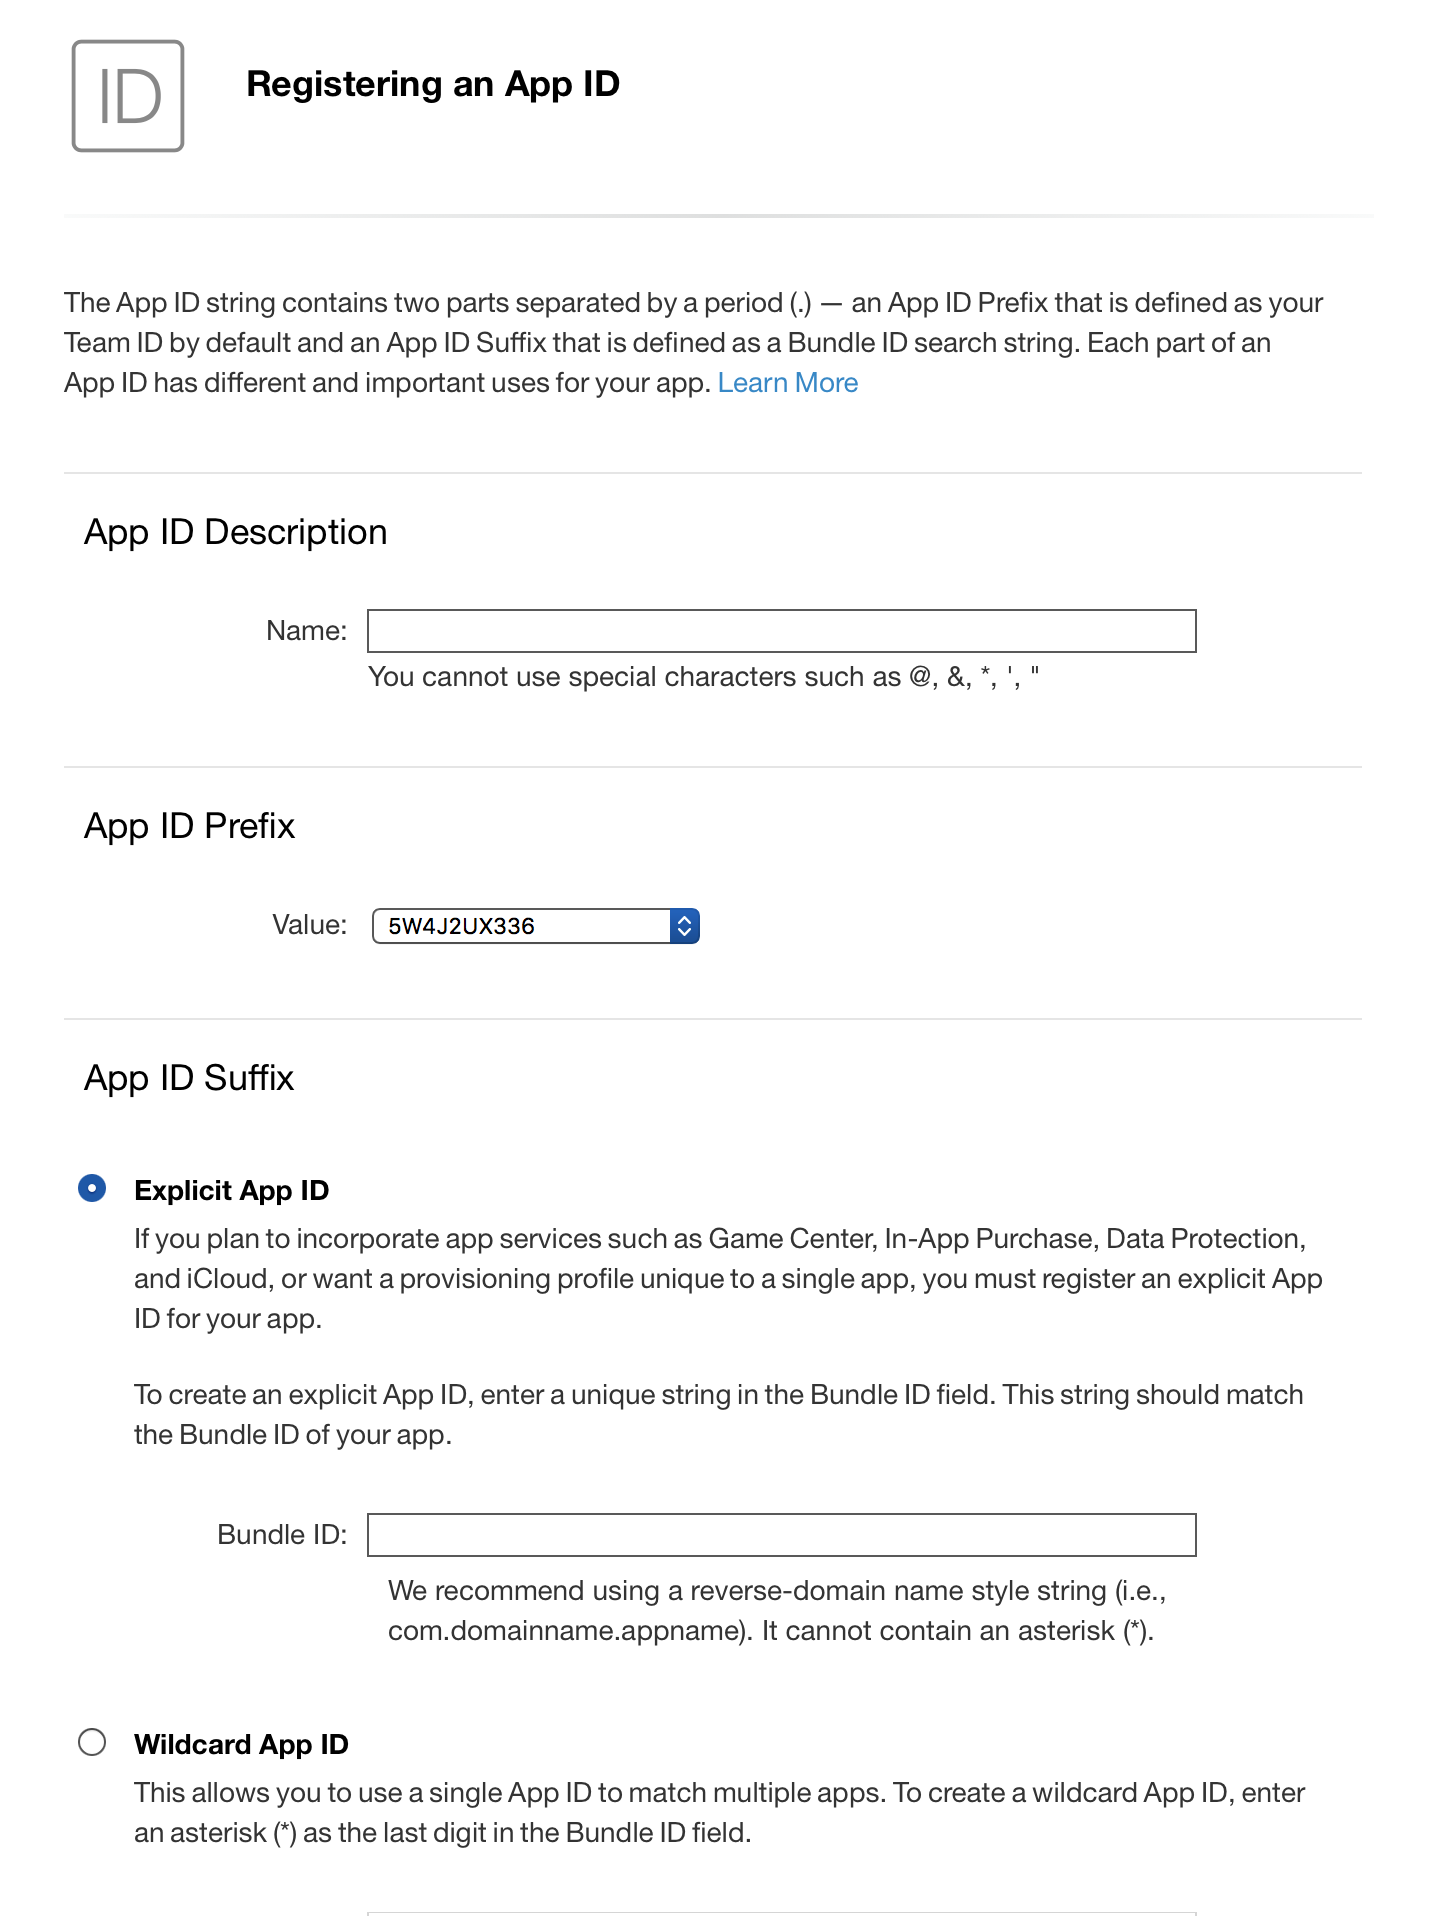 ID
Registering an App ID
The App ID string contains two parts separated by a period (.) — an App ID Prefix that is defined as your
Team ID by default and an App ID Suffix that is defined as a Bundle ID search string. Each part of an
App ID has different and important uses for your app. Learn More
App ID Description
Name:
You cannot use special characters such as @, &, *, ', "
App ID Prefix
Value: 5W4J2UX336
App ID Suffix
Explicit App ID
If you plan to incorporate app services such as Game Center, In-App Purchase, Data Protection,
and iCloud, or want a provisioning profile unique to a single app, you must register an explicit App
ID for your app.
To create an explicit App ID, enter a unique string in the Bundle ID field. This string should match
the Bundle ID of your app.
Bundle ID:
We recommend using a reverse-domain name style string (i.e.,
com.domainname.appname). It cannot contain an asterisk (*).
Wildcard App ID
This allows you to use a single App ID to match multiple apps. To create a wildcard App ID, enter
an asterisk (*) as the last digit in the Bundle ID field.